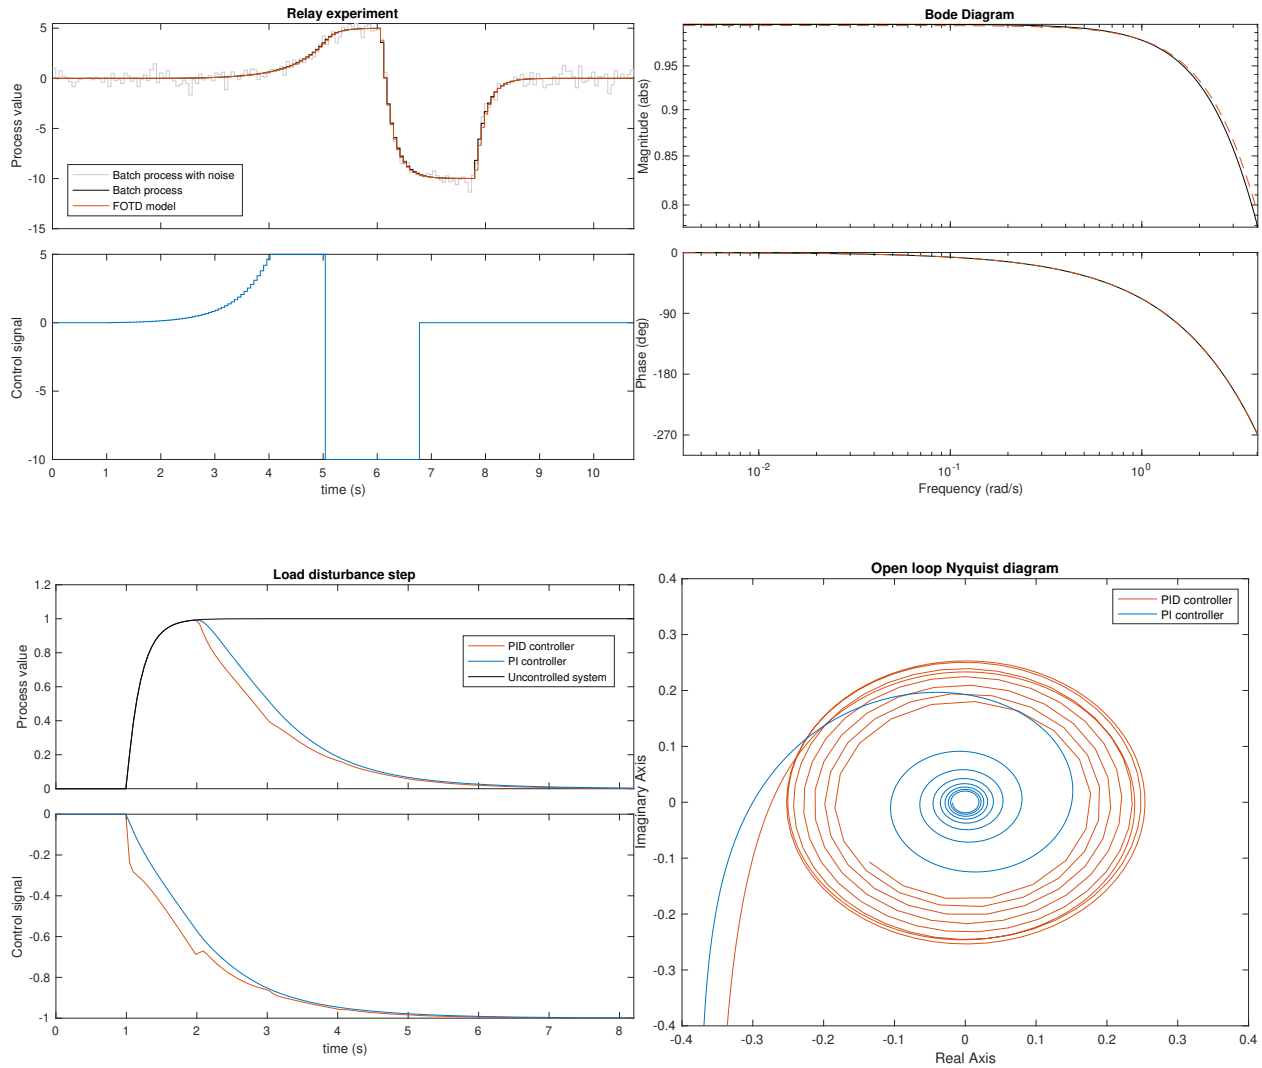 Relay experiment
5
0
-5
-10
-15
Process value
Batch process with noise
Batch process
FOTD model
5
0
-5
-10
Control signal
0 1 2 3 4 5 6 7 8 9 10
time (s)
Bode Diagram
0.95
0.9
0.85
0.8
Magnitude (abs)
0
-90
-180
-270
Phase (deg)
10-2 10-1 100
Frequency (rad/s)
Load disturbance step
1.2
1
0.8
0.6
0.4
0.2
0
Process value
PID controller
PI controller
Uncontrolled system
0
-0.2
-0.4
-0.6
-0.8
-1
Control signal
0 1 2 3 4 5 6 7 8
time (s)
Open loop Nyquist diagram
0.4
0.3
0.2
0.1
0
-0.1
-0.2
-0.3
-0.4
Imaginary Axis
PID controller
PI controller
-0.4 -0.3 -0.2 -0.1 0 0.1 0.2 0.3 0.4
Real Axis